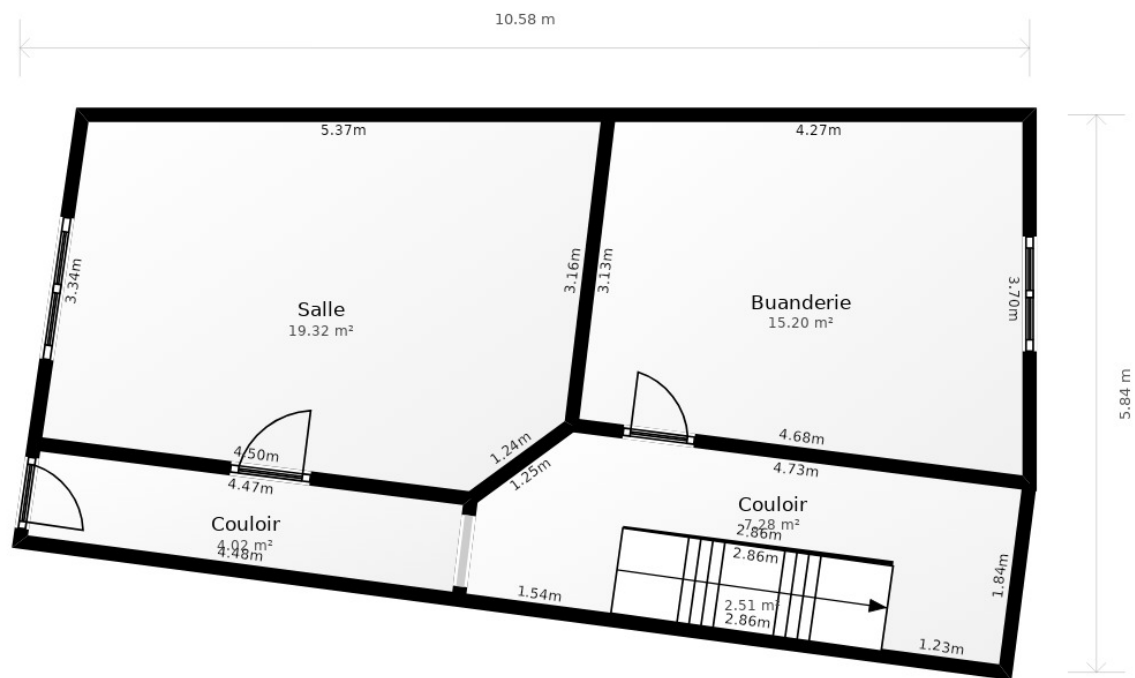 10.58 m
5.37m
4.27m
3.34m
3.16m
3.13m
3.70m
Salle
19.32 m²
Buanderie
15.20 m²
5.84 m
4.50m
4.47m
1.24m
1.25m
4.68m
4.73m
Couloir
4.02 m²
4.48m
Couloir
7.28 m²
2.86m
2.86m
1.54m
2.51 m²
2.86m
1.84m
1.23m